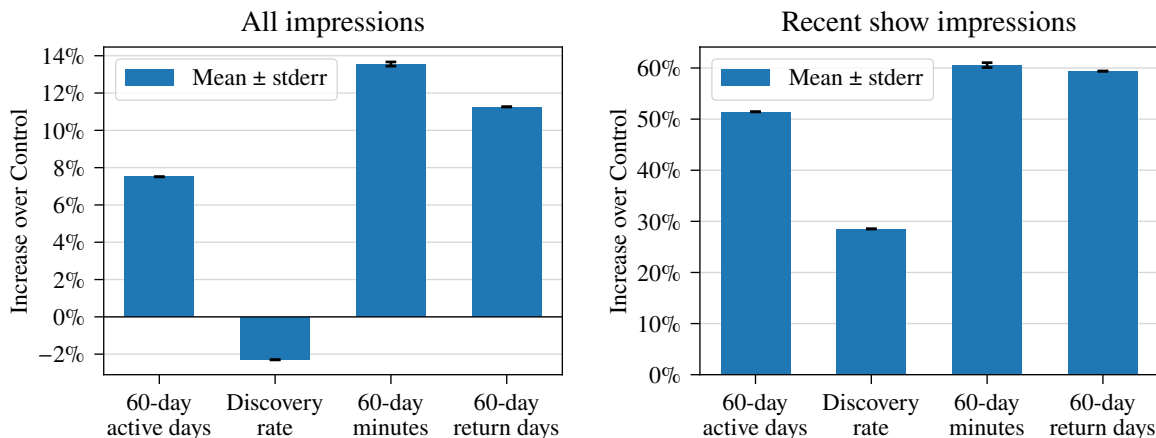 All impressions
14%
12%
10%
8%
6%
4%
2%
0%
−2%
Increase over Control
Mean ± stderr
60-day
active days
Discovery
rate
60-day
minutes
60-day
return days
Recent show impressions
60%
50%
40%
30%
20%
10%
0%
Increase over Control
Mean ± stderr
60-day
active days
Discovery
rate
60-day
minutes
60-day
return days